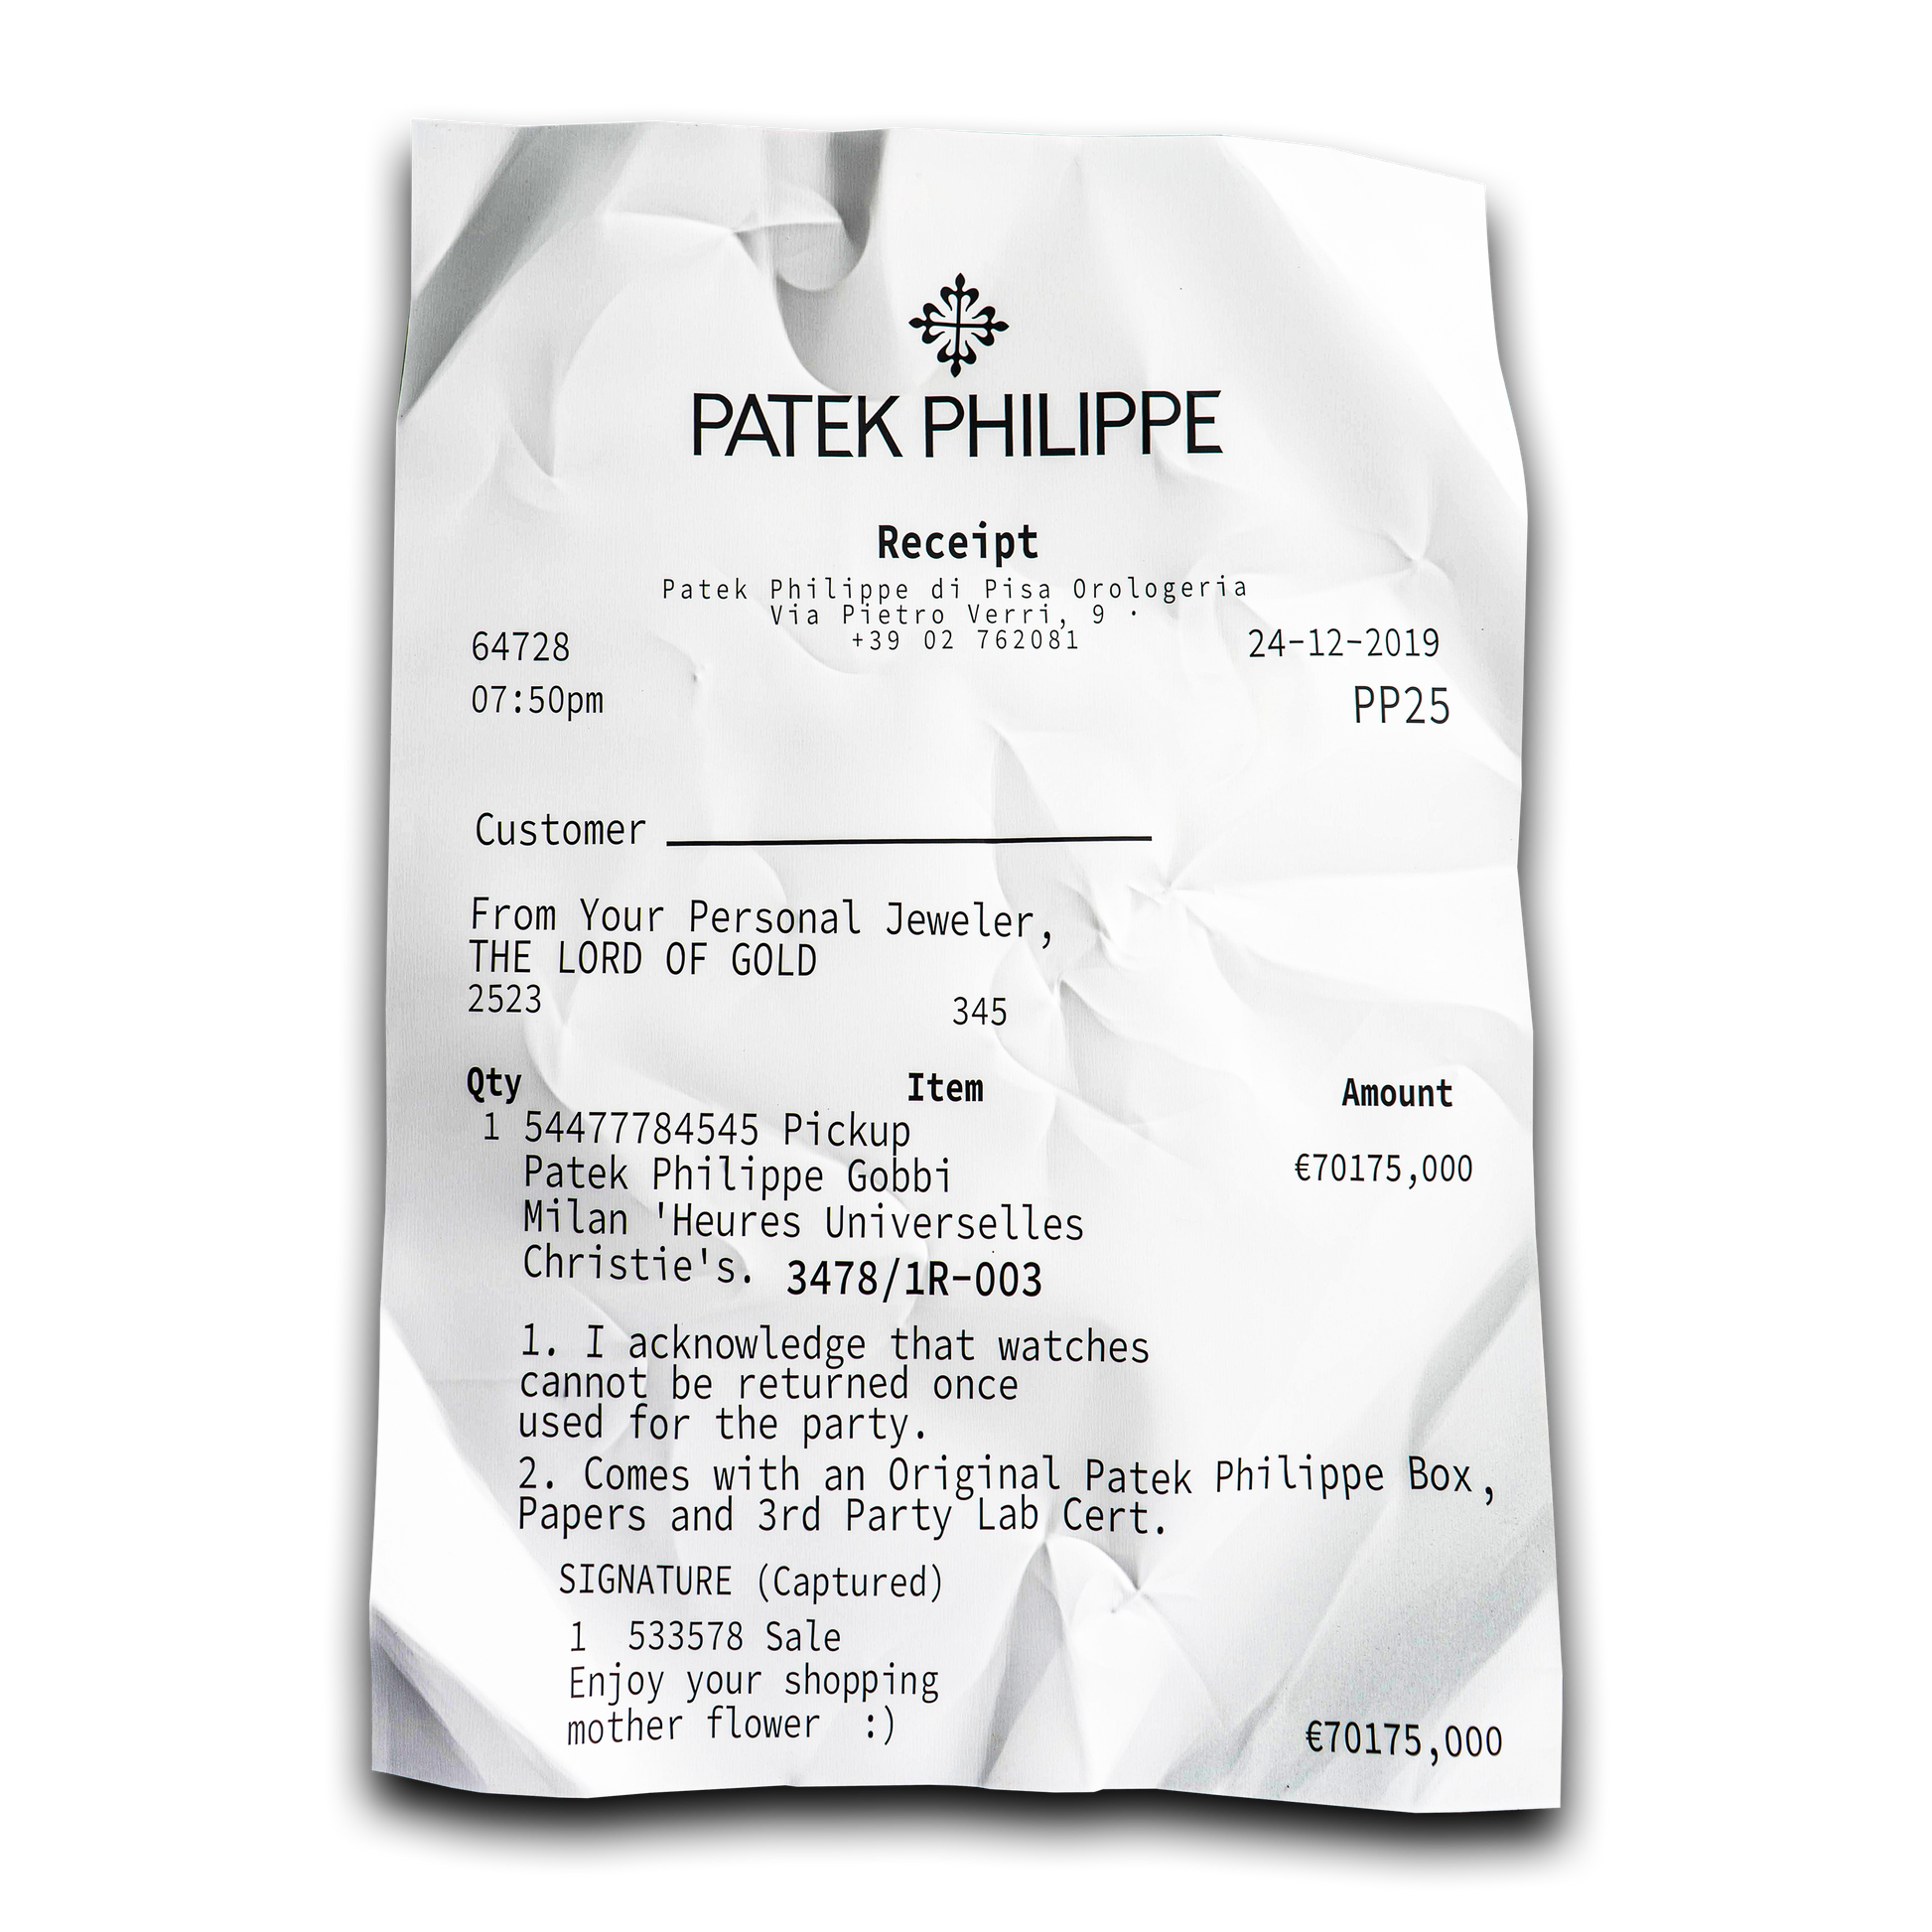 PATEK PHILIPPE
Receipt
Patek Philippe di Pisa Orologeria
Via Pietro Verri, 9 ·
+39 02 762081
64728
24-12-2019
07:50pm
PP25
Customer
From Your Personal Jeweler,
THE LORD OF GOLD
2523 345
Qty Item Amount
1 54477784545 Pickup
Patek Philippe Gobbi €70175,000
Milan 'Heures Universelles
Christie's. 3478/1R-003
1. I acknowledge that watches
cannot be returned once
used for the party.
2. Comes with an Original Patek Philippe Box,
Papers and 3rd Party Lab Cert.
SIGNATURE (Captured)
1 533578 Sale
Enjoy your shopping
mother flower :)
€70175,000